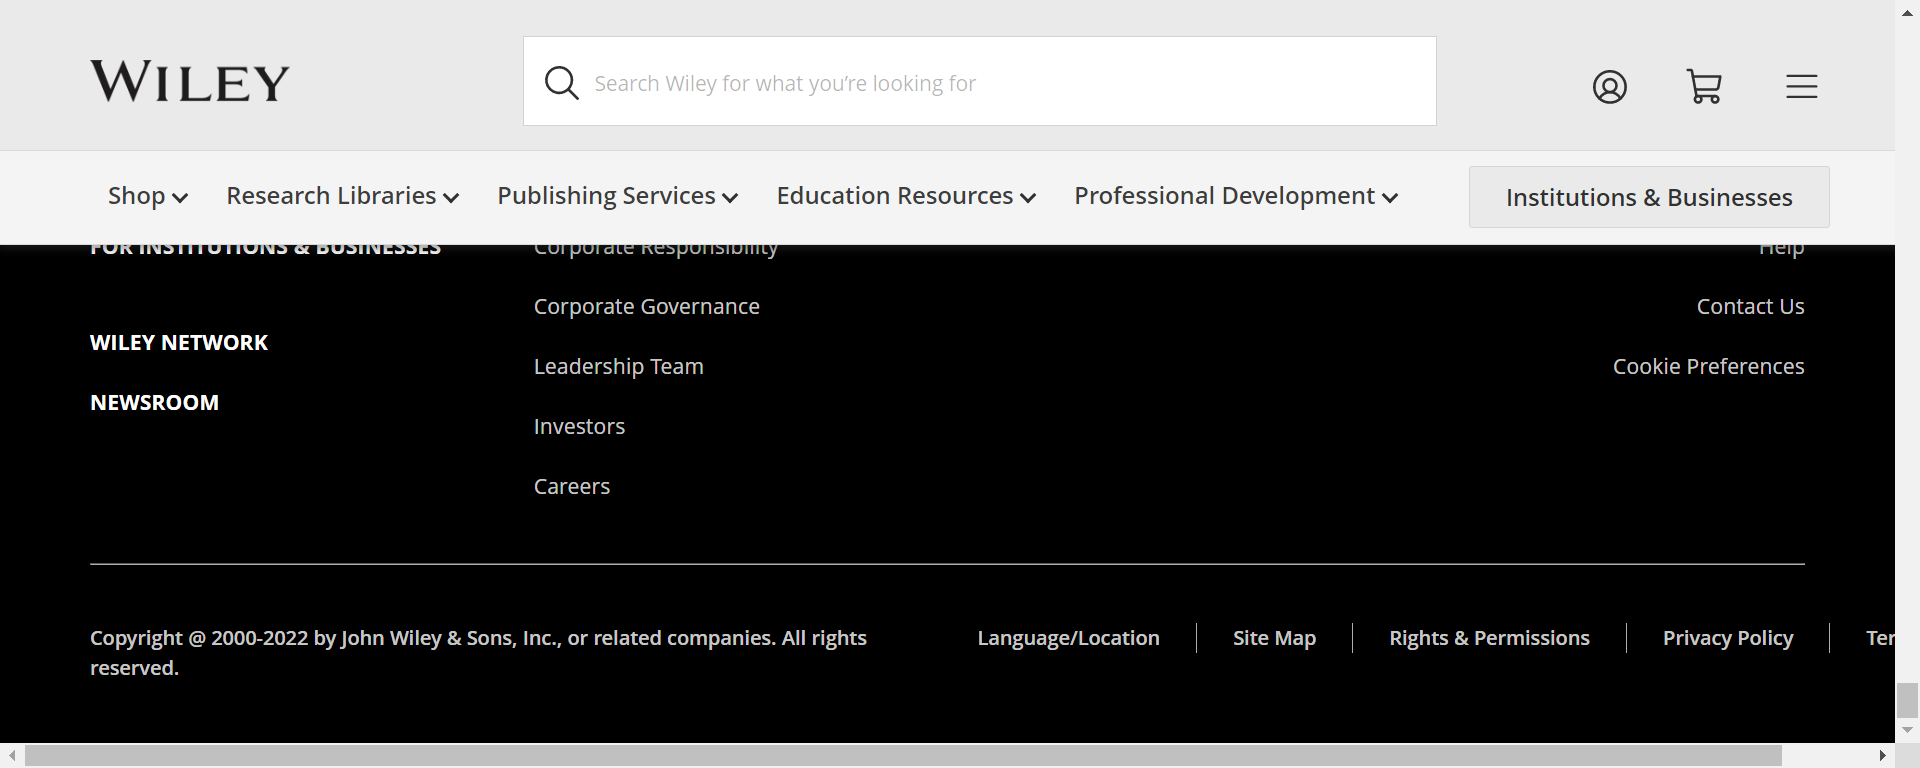 WILEY
Search Wiley for what you’re looking for
Shop
Research Libraries
Publishing Services
Education Resources
Professional Development
Institutions & Businesses
FOR INSTITUTIONS & BUSINESSES
WILEY NETWORK
NEWSROOM
Corporate Responsibility
Corporate Governance
Leadership Team
Investors
Careers
Help
Contact Us
Cookie Preferences
Copyright @ 2000-2022 by John Wiley & Sons, Inc., or related companies. All rights
reserved.
Language/Location
Site Map
Rights & Permissions
Privacy Policy